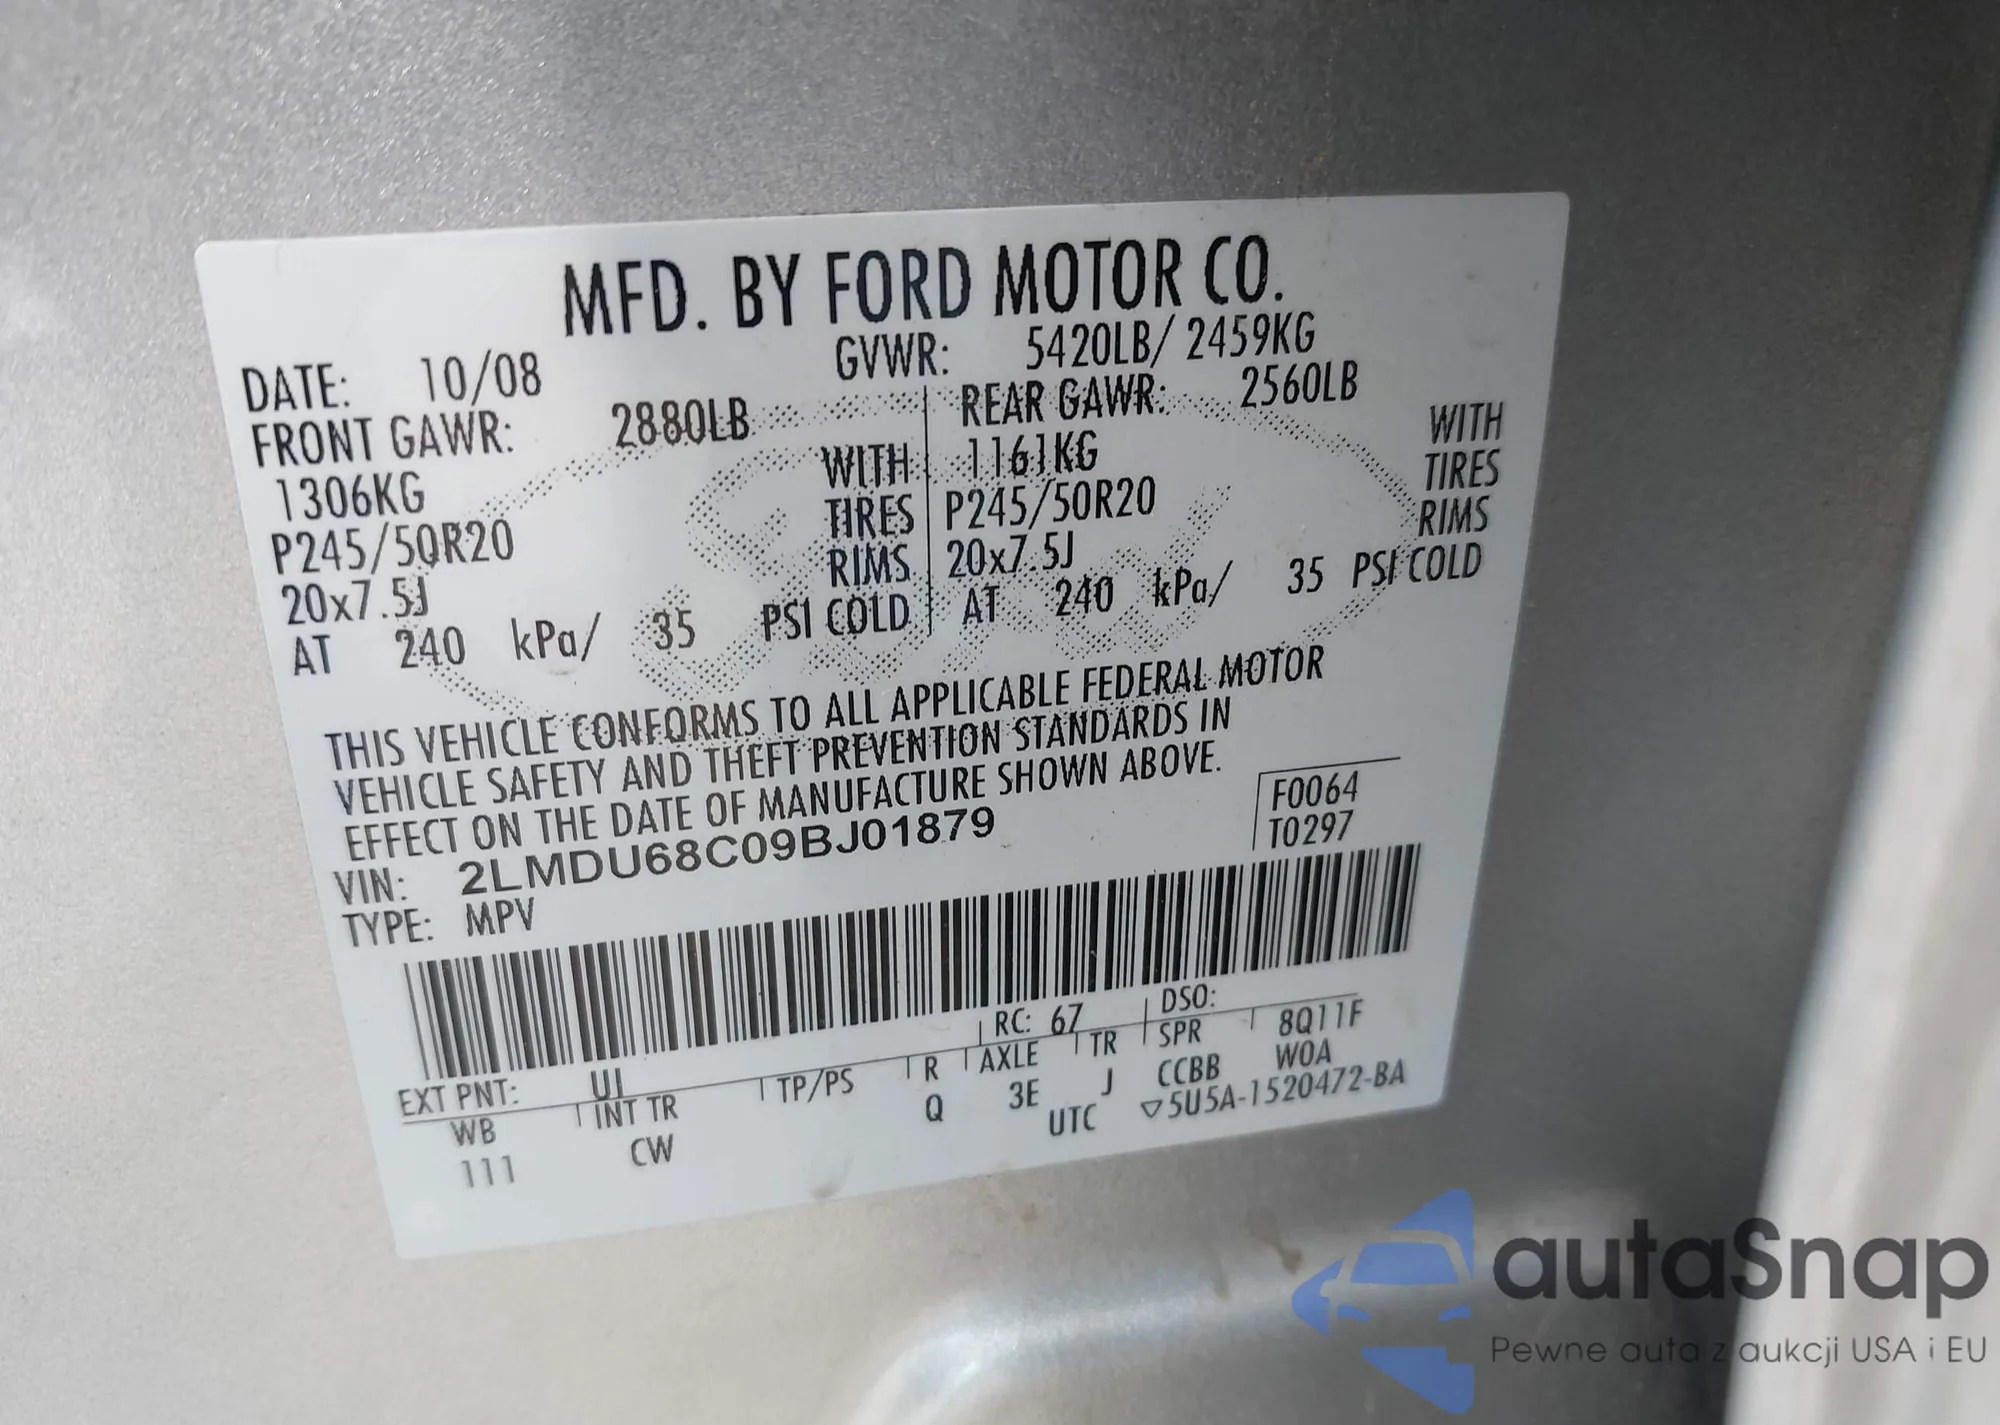 MFD. BY FORD MOTOR CO.
DATE: 10/08 GVWR: 5420LB/ 2459KG
FRONT GAWR: 2880LB REAR GAWR: 2560LB
1306KG WITH 1161KG WITH
P245/50R20 TIRES P245/50R20 TIRES
20x7.5J RIMS 20x7.5J RIMS
AT 240 kPa/ 35 PSI COLD AT 240 kPa/ 35 PSI COLD
THIS VEHICLE CONFORMS TO ALL APPLICABLE FEDERAL MOTOR
VEHICLE SAFETY AND THEFT PREVENTION STANDARDS IN
EFFECT ON THE DATE OF MANUFACTURE SHOWN ABOVE.
F0064
VIN: 2LMDU68C09BJ01879 T0297
TYPE: MPV
EXT PNT: UJ RC: 67 DSO:
WB INT TR TP/PS R AXLE TR SPR 8Q11F
111 CW Q 3E J CCBB WOA
UTC ▽5U5A-1520472-BA
autaSnap
Pewne auta z aukcji USA i EU